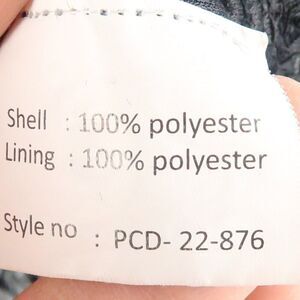 Shell : 100% polyester
Lining : 100% polyester
Style no : PCD- 22-876